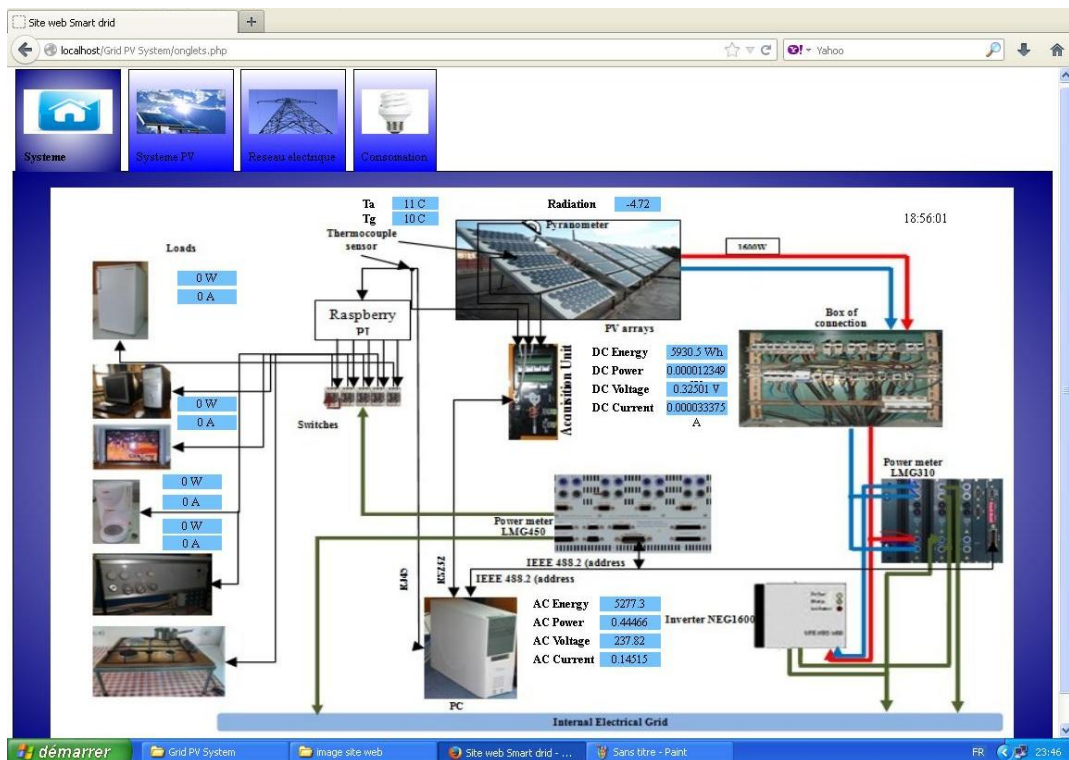 Site web Smart drid
+
localhost/Grid PV System/onglets.php
Yahoo
Systeme
Systeme PV
Reseau electrique
Consomation
Ta 11 C
Tg 10 C
Radiation -4.72
18:56:01
Thermocouple
sensor
Pyranometer
1600W
Loads
0 W
0 A
Raspberry
PI
PV arrays
Box of
connection
DC Energy 5930.5 Wh
DC Power 0.000012349
DC Voltage 0.32501 V
DC Current 0.000033375
A
Acquisition Unit
0 W
0 A
Switches
0 W
0 A
0 W
0 A
Power meter
LMG310
Power meter
LMG450
IEEE 488.2 (address
IEEE 488.2 (address
RJ45
RS232
AC Energy 5277.3
AC Power 0.44466
AC Voltage 237.82
AC Current 0.14515
Inverter NEG1600
PC
Internal Electrical Grid
démarrer
Grid PV System
image site web
Site web Smart drid - ...
Sans titre - Paint
FR
23:46